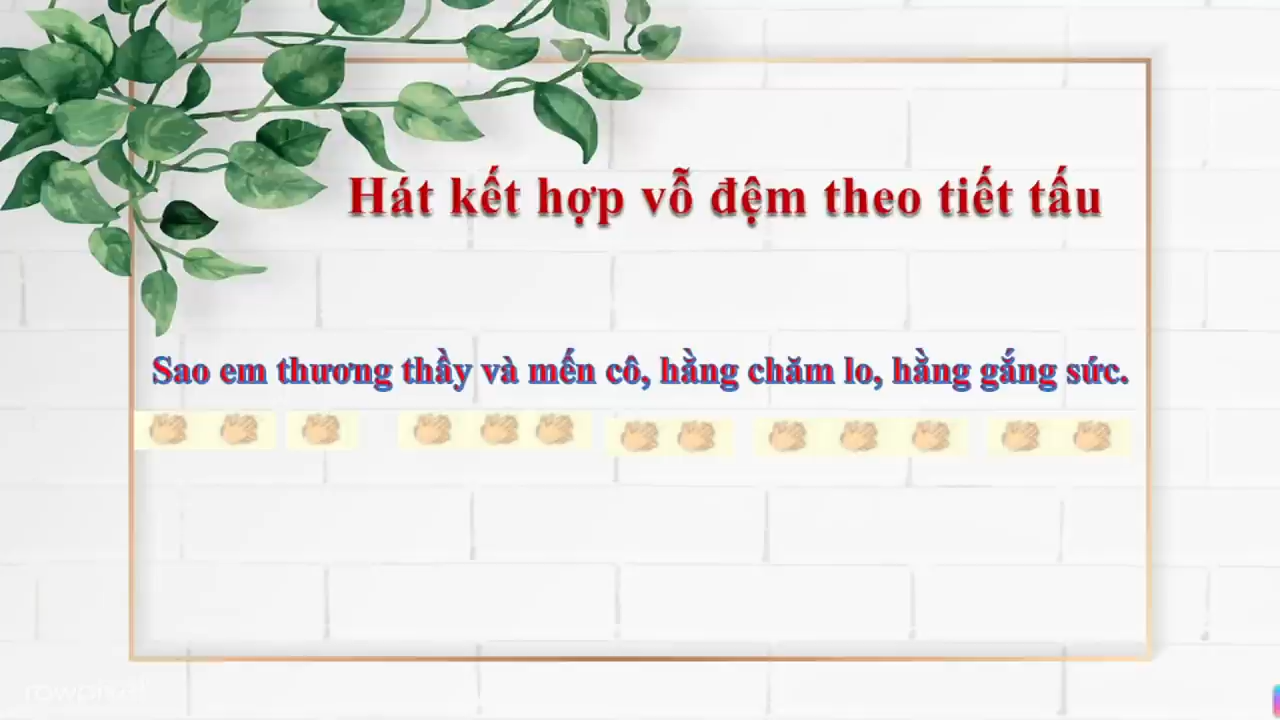 Hát kết hợp vỗ đệm theo tiết tấu
Sao em thương thầy và mến cô, hằng chăm lo, hằng gắng sức.
rawpixel